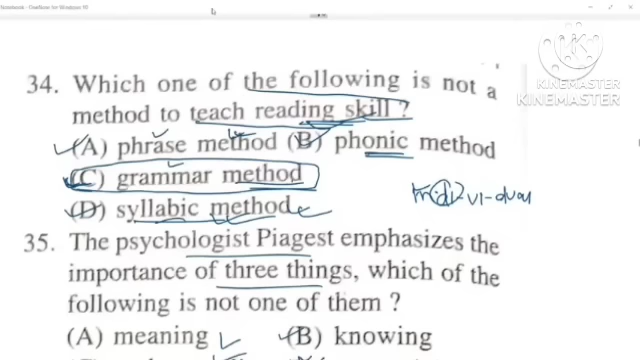 Notebook - OneNote for Windows 10
34. Which one of the following is not a
method to teach reading skill ?
(A) phrase method (B) phonic method
(C) grammar method
(D) syllabic method
35. The psychologist Piagest emphasizes the
importance of three things, which of the
following is not one of them ?
(A) meaning (B) knowing
KINEMASTER
KINEMASTER